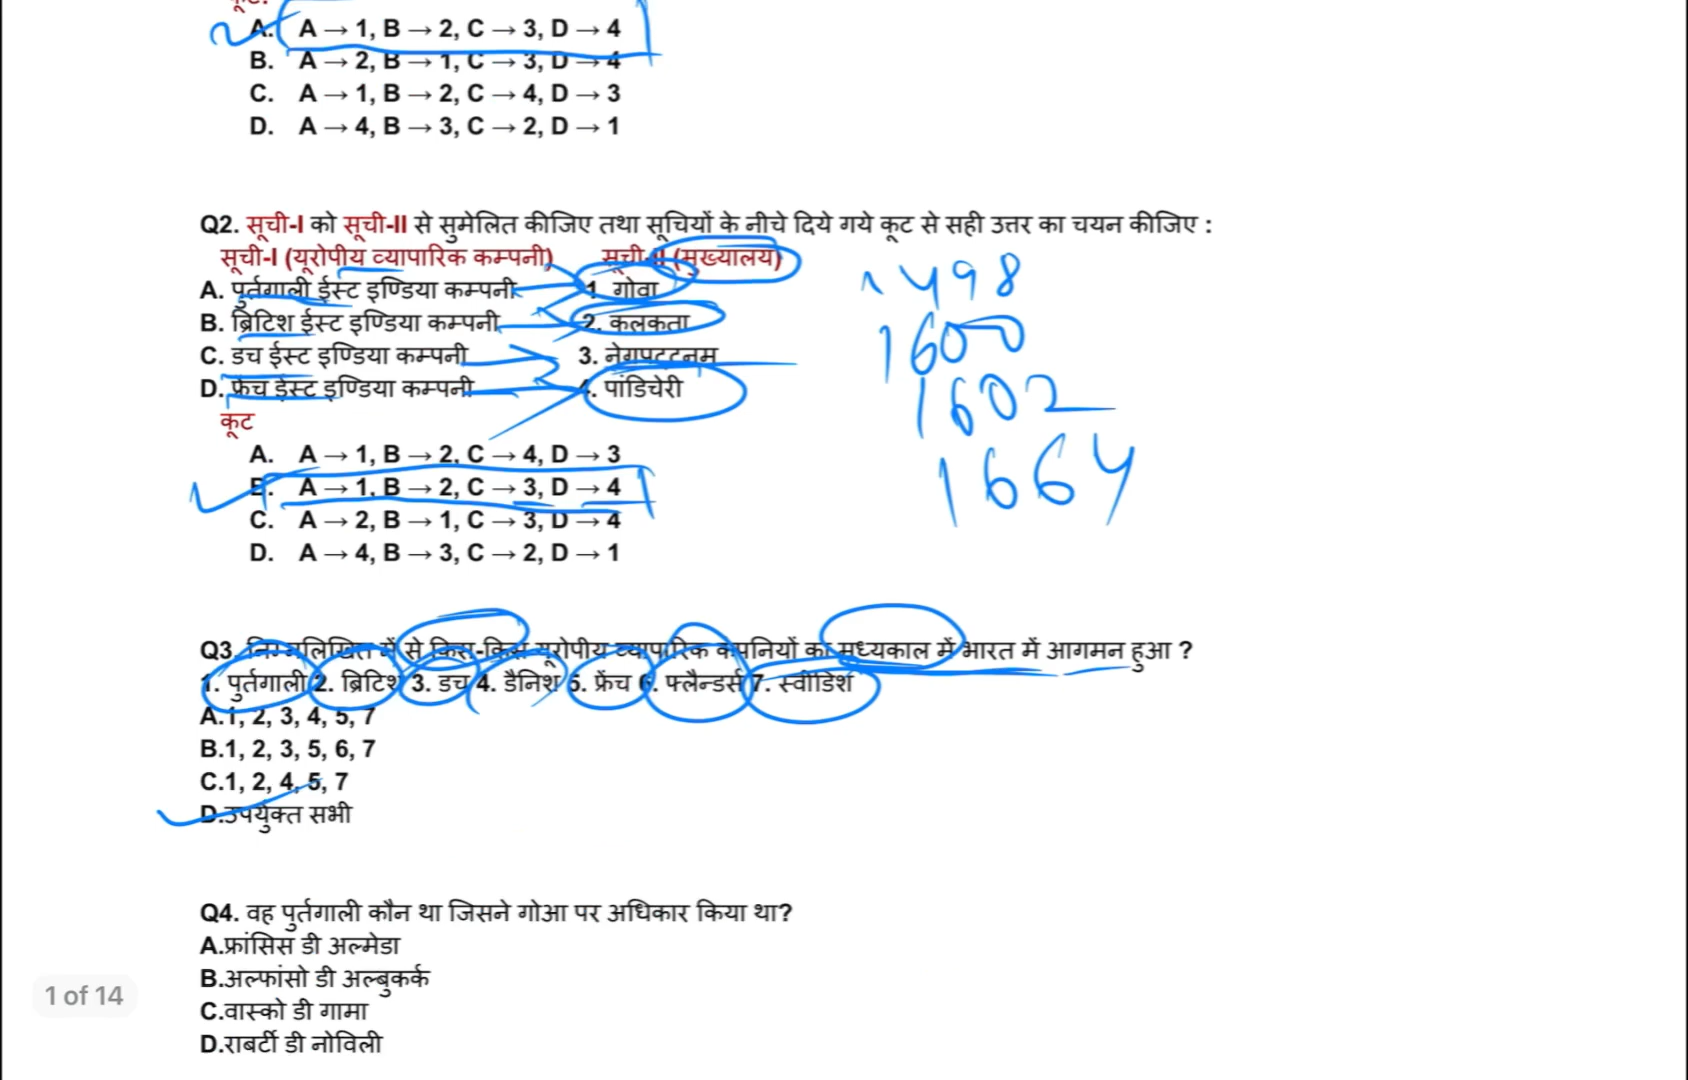 कूट:
A. A → 1, B → 2, C → 3, D → 4
B. A → 2, B → 1, C → 3, D → 4
C. A → 1, B → 2, C → 4, D → 3
D. A → 4, B → 3, C → 2, D → 1
Q2. सूची-I को सूची-II से सुमेलित कीजिए तथा सूचियों के नीचे दिये गये कूट से सही उत्तर का चयन कीजिए :
सूची-I (यूरोपीय व्यापारिक कम्पनी) सूची-II (मुख्यालय)
A. पुर्तगाली ईस्ट इण्डिया कम्पनी 1. गोवा
B. ब्रिटिश ईस्ट इण्डिया कम्पनी 2. कलकता
C. डच ईस्ट इण्डिया कम्पनी 3. नेगपट्टनम
D. फ्रेंच ईस्ट इण्डिया कम्पनी 4. पांडिचेरी
1498
1600
1602
1664
कूट
A. A → 1, B → 2, C → 4, D → 3
B. A → 1, B → 2, C → 3, D → 4
C. A → 2, B → 1, C → 3, D → 4
D. A → 4, B → 3, C → 2, D → 1
Q3. निम्नलिखित में से किस-किस यूरोपीय व्यापारिक कंपनियों का मध्यकाल में भारत में आगमन हुआ ?
1. पुर्तगाली 2. ब्रिटिश 3. डच 4. डैनिश 5. फ्रेंच 6. फ्लैन्डर्स 7. स्वीडिश
A.1, 2, 3, 4, 5, 7
B.1, 2, 3, 5, 6, 7
C.1, 2, 4, 5, 7
D.उपर्युक्त सभी
Q4. वह पुर्तगाली कौन था जिसने गोआ पर अधिकार किया था?
A.फ्रांसिस डी अल्मेडा
B.अल्फांसो डी अल्बुकर्क
C.वास्को डी गामा
D.राबर्टी डी नोविली
1 of 14